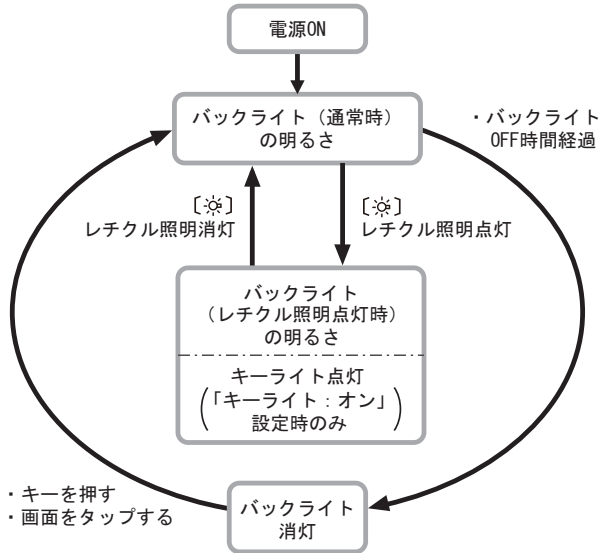 電源ON
バックライト（通常時）
の明るさ
・バックライト
OFF時間経過
〔☼〕
レチクル照明消灯
〔☼〕
レチクル照明点灯
バックライト
（レチクル照明点灯時）
の明るさ
キーライト点灯
（「キーライト：オン」
設定時のみ）
・キーを押す
・画面をタップする
バックライト
消灯